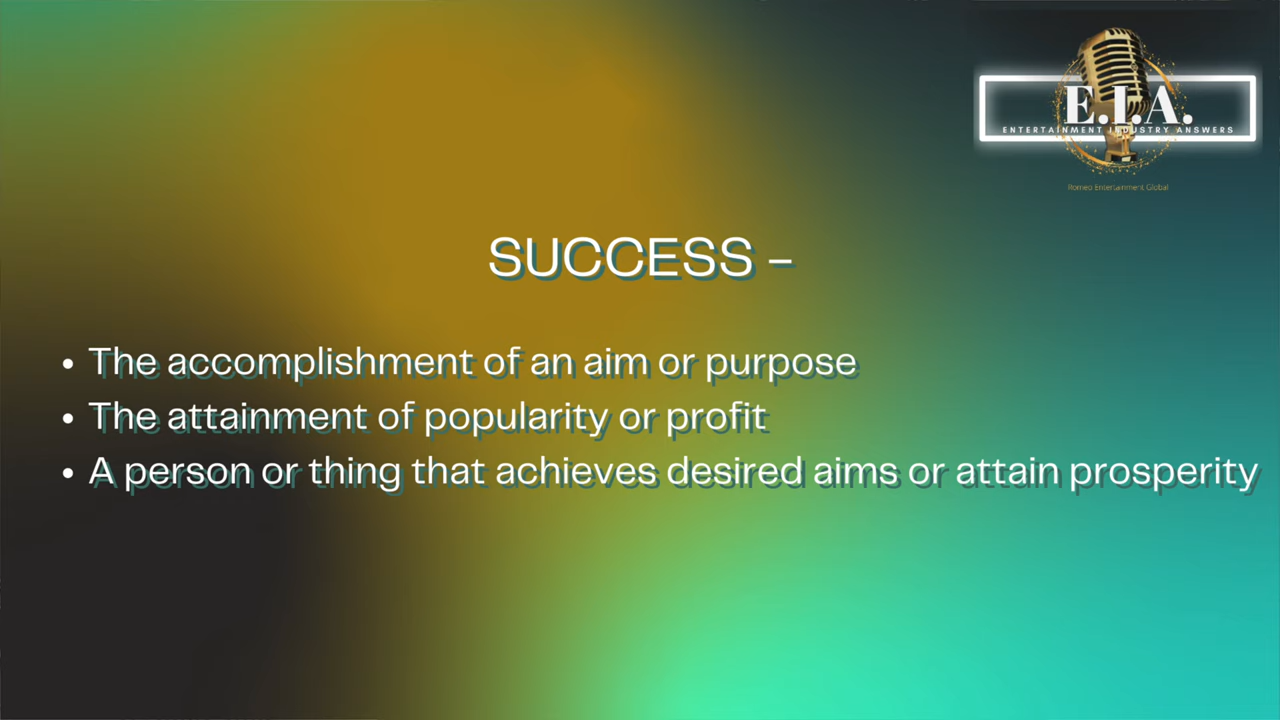 E.I.A.
ENTERTAINMENT INDUSTRY ANSWERS
Romeo Entertainment Global
SUCCESS –
• The accomplishment of an aim or purpose
• The attainment of popularity or profit
• A person or thing that achieves desired aims or attain prosperity